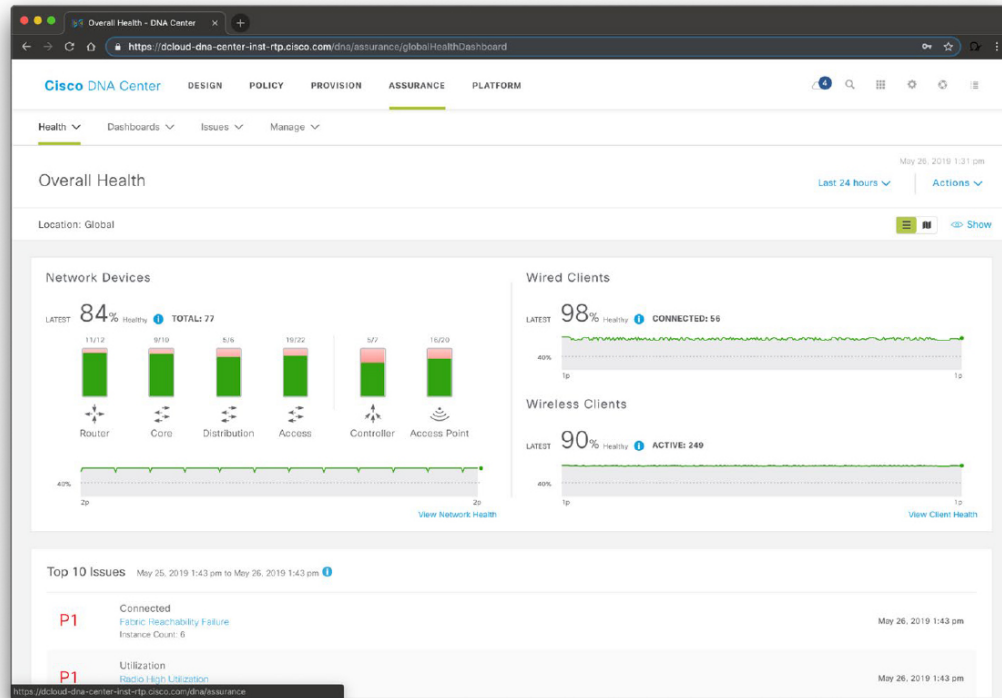 Overall Health - DNA Center
https://dcloud-dna-center-inst-rtp.cisco.com/dna/assurance/globalHealthDashboard
Cisco DNA Center DESIGN POLICY PROVISION ASSURANCE PLATFORM 4
Health Dashboards Issues Manage
May 26, 2019 1:31 pm
Overall Health Last 24 hours Actions
Location: Global Show
Network Devices
LATEST 84% Healthy TOTAL: 77
11/12 9/10 5/6 19/22 5/7 15/20
Router Core Distribution Access Controller Access Point
40%
2p 2p
View Network Health
Wired Clients
LATEST 98% Healthy CONNECTED: 56
40%
1p 1p
Wireless Clients
LATEST 90% Healthy ACTIVE: 249
40%
1p 1p
View Client Health
Top 10 Issues May 25, 2019 1:43 pm to May 26, 2019 1:43 pm
P1
Connected
Fabric Reachability Failure
Instance Count: 6
May 26, 2019 1:43 pm
P1
Utilization
Radio High Utilization
May 26, 2019 1:43 pm
https://dcloud-dna-center-inst-rtp.cisco.com/dna/assurance